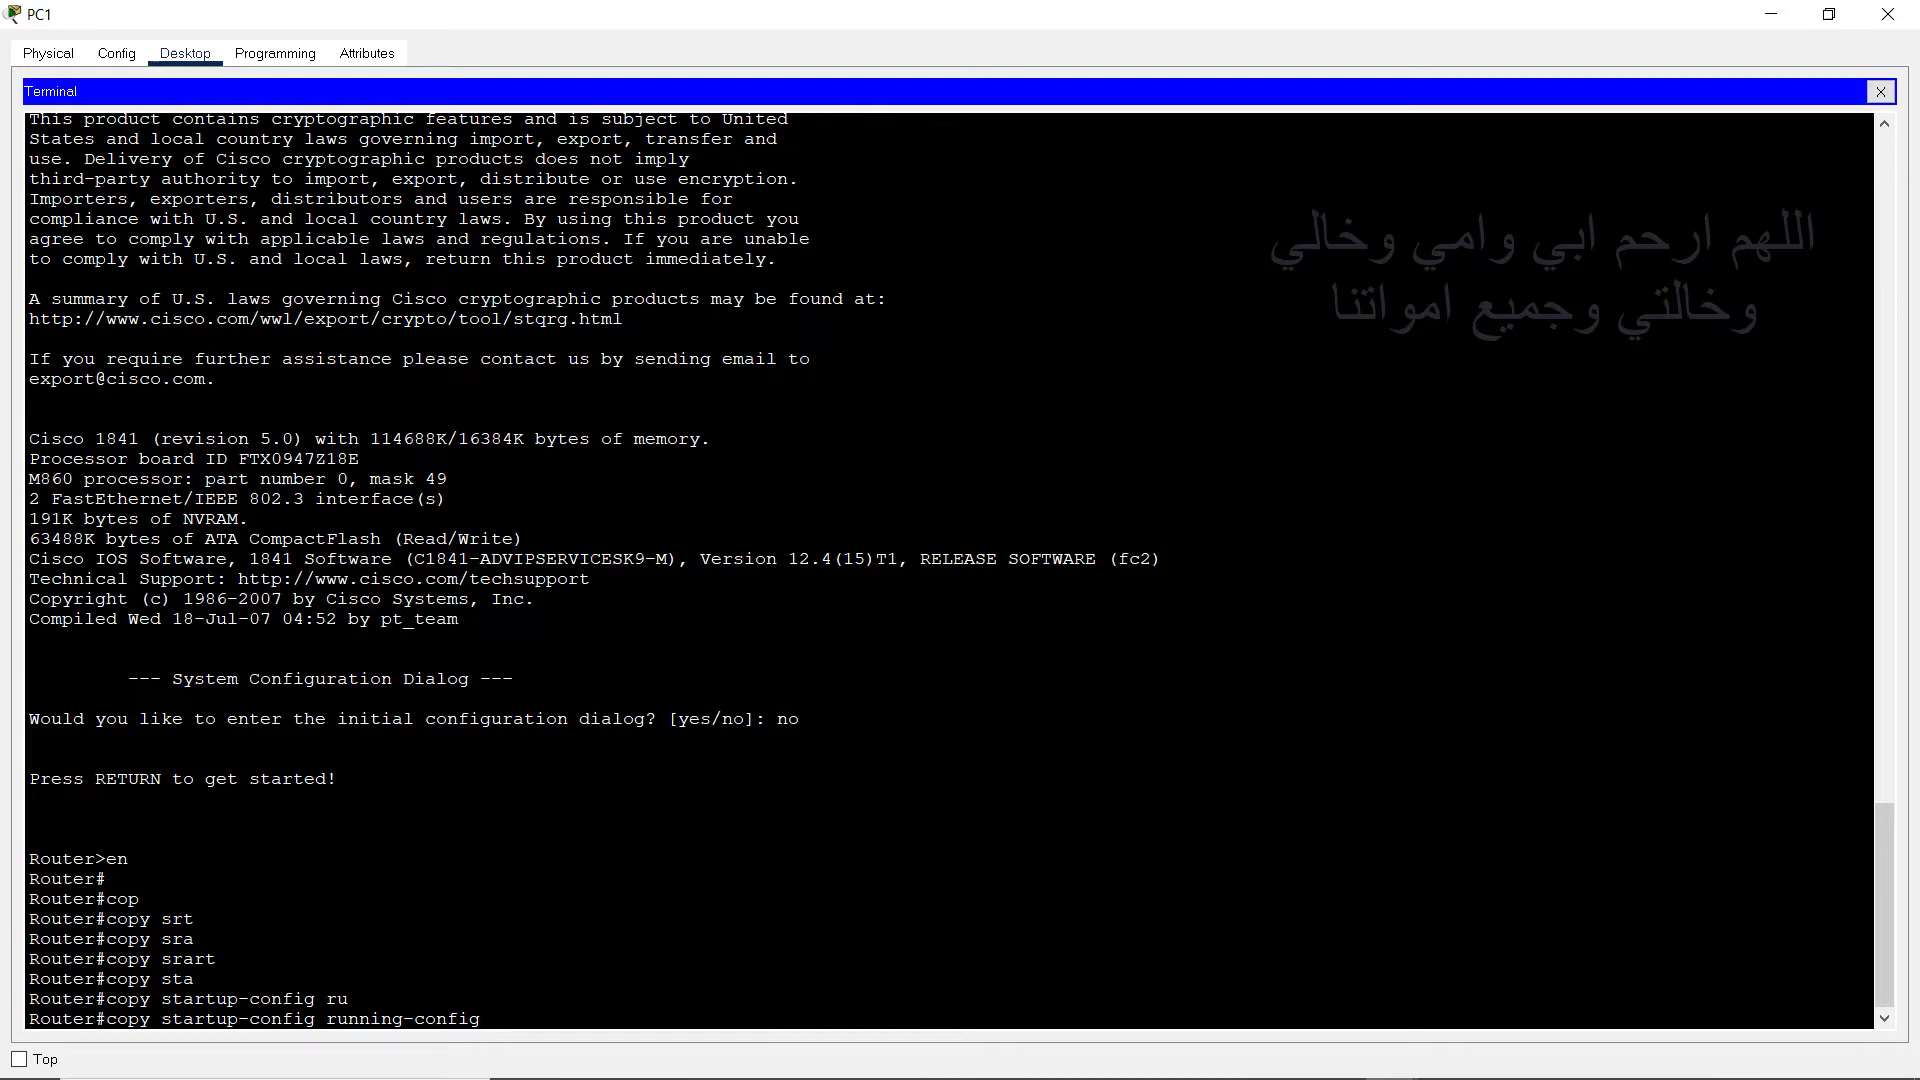 PC1
Physical Config Desktop Programming Attributes
Terminal
X
This product contains cryptographic features and is subject to United
States and local country laws governing import, export, transfer and
use. Delivery of Cisco cryptographic products does not imply
third-party authority to import, export, distribute or use encryption.
Importers, exporters, distributors and users are responsible for
compliance with U.S. and local country laws. By using this product you
agree to comply with applicable laws and regulations. If you are unable
to comply with U.S. and local laws, return this product immediately.
A summary of U.S. laws governing Cisco cryptographic products may be found at:
http://www.cisco.com/wwl/export/crypto/tool/stqrg.html
If you require further assistance please contact us by sending email to
export@cisco.com.
Cisco 1841 (revision 5.0) with 114688K/16384K bytes of memory.
Processor board ID FTX0947Z18E
M860 processor: part number 0, mask 49
2 FastEthernet/IEEE 802.3 interface(s)
191K bytes of NVRAM.
63488K bytes of ATA CompactFlash (Read/Write)
Cisco IOS Software, 1841 Software (C1841-ADVIPSERVICESK9-M), Version 12.4(15)T1, RELEASE SOFTWARE (fc2)
Technical Support: http://www.cisco.com/techsupport
Copyright (c) 1986-2007 by Cisco Systems, Inc.
Compiled Wed 18-Jul-07 04:52 by pt_team
--- System Configuration Dialog ---
Would you like to enter the initial configuration dialog? [yes/no]: no
Press RETURN to get started!
Router>en
Router#
Router#cop
Router#copy srt
Router#copy sra
Router#copy srart
Router#copy sta
Router#copy startup-config ru
Router#copy startup-config running-config
اللهم ارحم ابي وامي وخالي
وخالتي وجميع امواتنا
Top